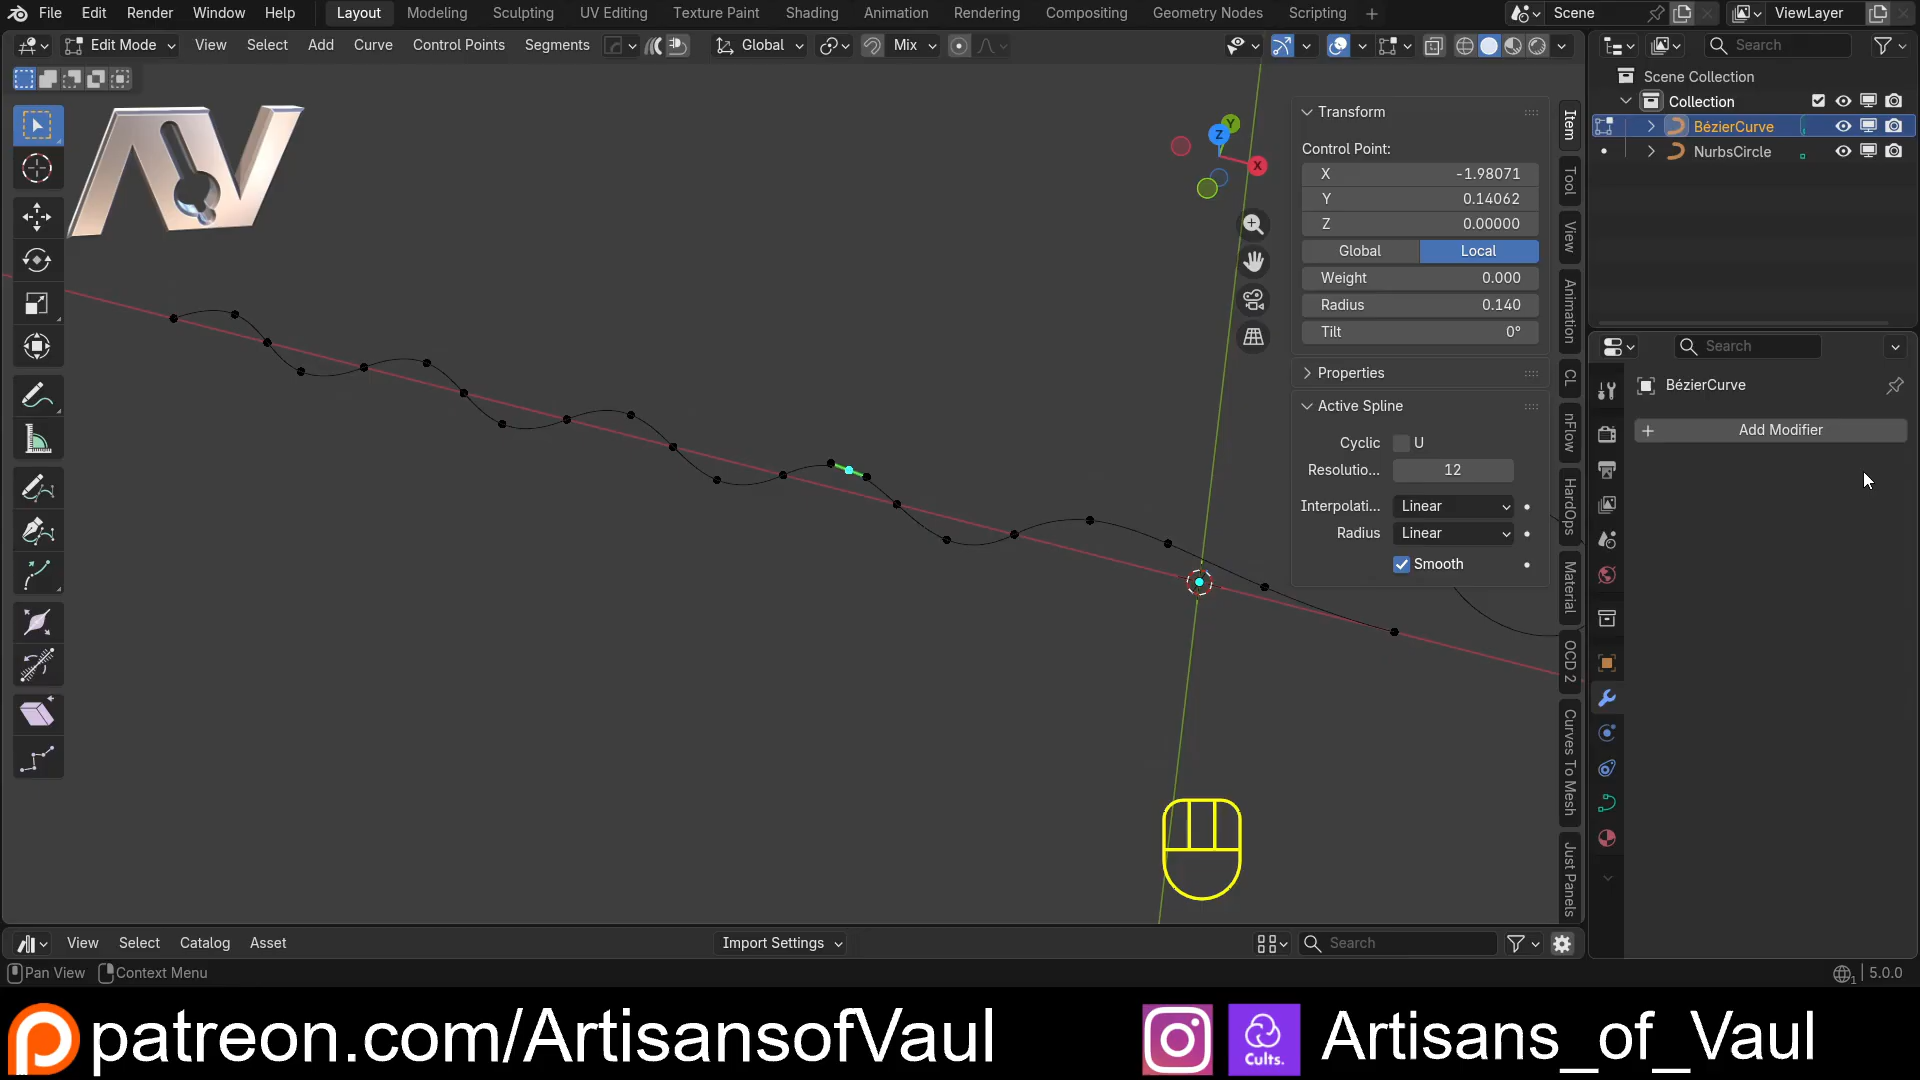 File Edit Render Window Help Layout Modeling Sculpting UV Editing Texture Paint Shading Animation Rendering Compositing Geometry Nodes Scripting + Scene ViewLayer
Edit Mode View Select Add Curve Control Points Segments Global Mix Search
Scene Collection
Collection
BézierCurve
NurbsCircle
Transform
Control Point:
X -1.98071
Y 0.14062
Z 0.00000
Global Local
Weight 0.000
Radius 0.140
Tilt 0°
Properties
Active Spline
Cyclic U
Resolutio... 12
Interpolati... Linear
Radius Linear
Smooth
Z
Y
X
Item
Tool
View
Animation
CL
nFlow
HardOps
Material
OCD 2
Curves To Mesh
Just Panels
Search
BézierCurve
+ Add Modifier
View Select Catalog Asset Import Settings Search
Pan View Context Menu 5.0.0
patreon.com/ArtisansofVaul Cults. Artisans_of_Vaul